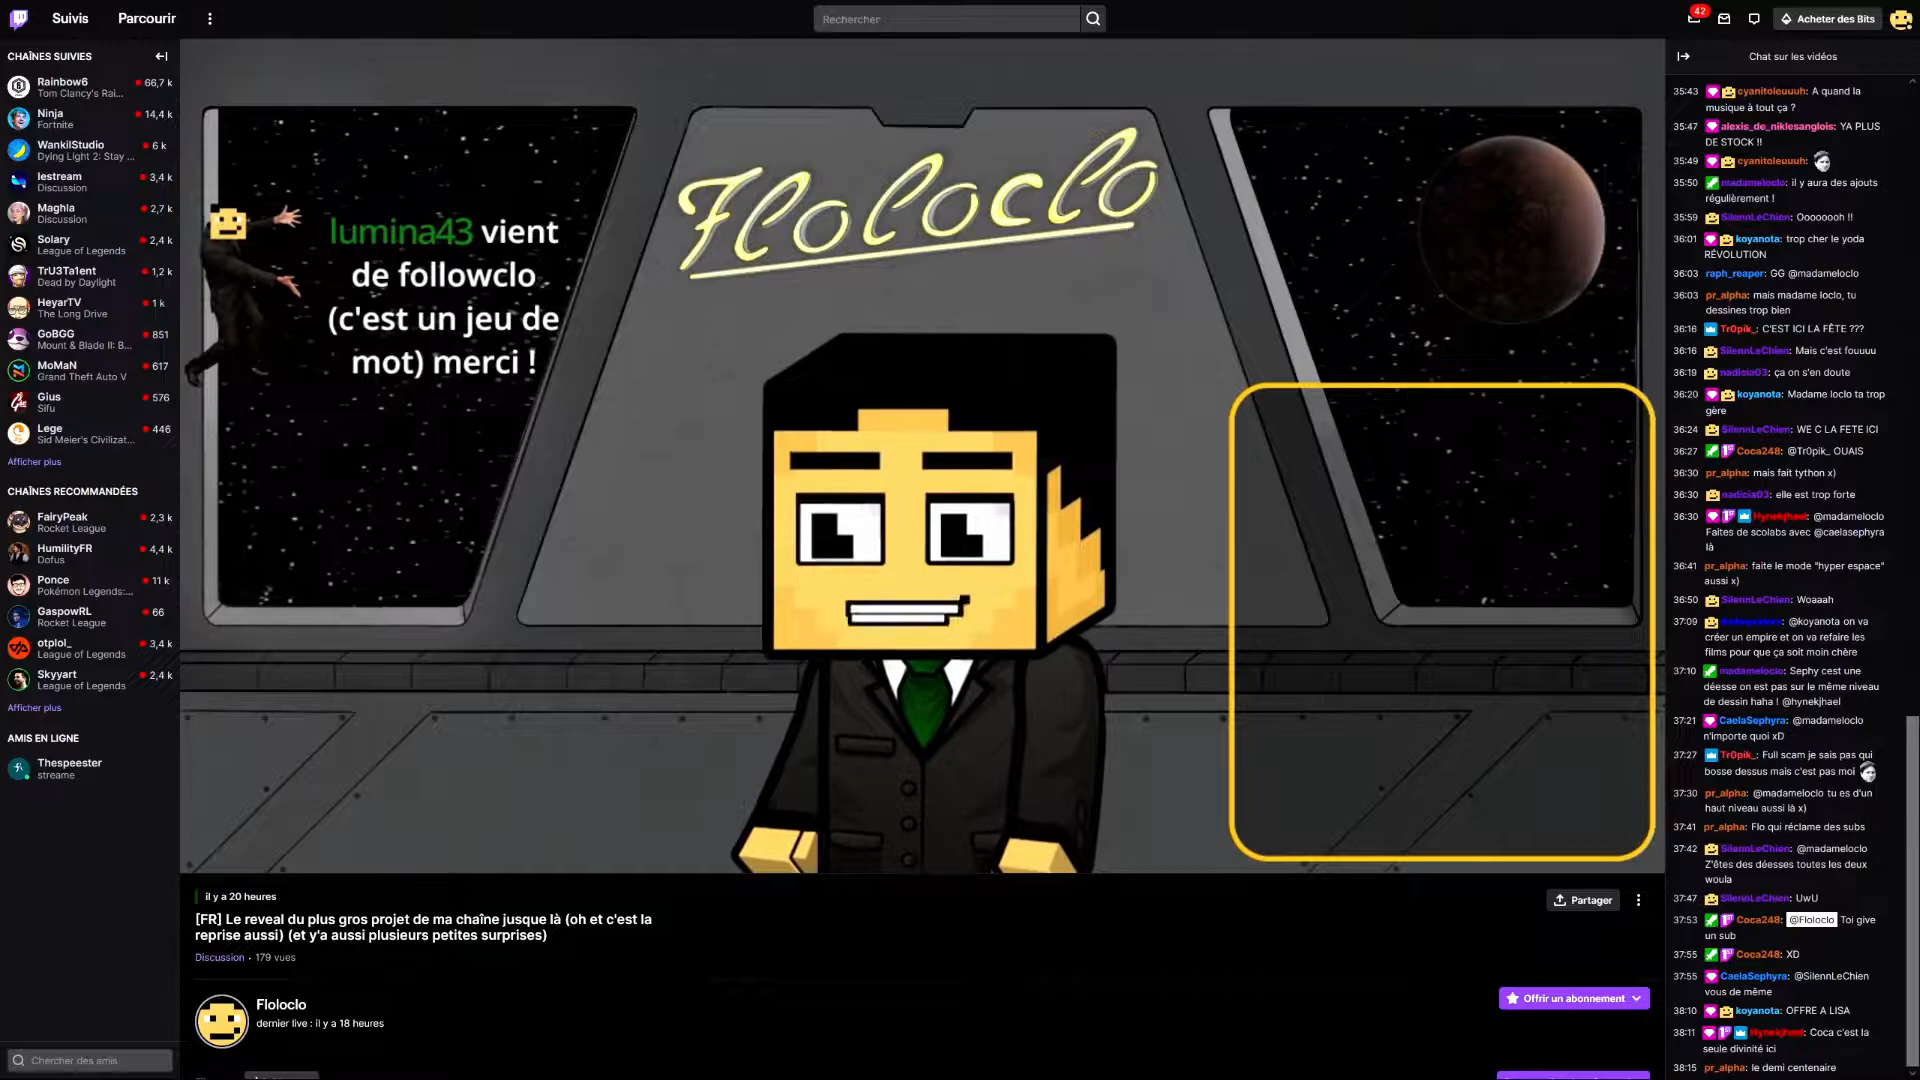 Suivis
Parcourir
Rechercher
42
Acheter des Bits
CHAÎNES SUIVIES
Rainbow6
66,7 k
Tom Clancy's Rai...
Ninja
14,4 k
Fortnite
WankilStudio
6 k
Dying Light 2: Stay ...
iestream
3,4 k
Discussion
Maghla
2,7 k
Discussion
Solary
2,4 k
League of Legends
TrU3Ta1ent
1,2 k
Dead by Daylight
HeyarTV
1 k
The Long Drive
GoBGG
851
Mount & Blade II: B...
MoMaN
617
Grand Theft Auto V
Gius
576
Sifu
Lege
446
Sid Meier's Civilizat...
Afficher plus
CHAÎNES RECOMMANDÉES
FairyPeak
2,3 k
Rocket League
HumilityFR
4,4 k
Dofus
Ponce
11 k
Pokémon Legends:...
GaspowRL
66
Rocket League
otplol_
3,4 k
League of Legends
Skyyart
2,4 k
League of Legends
Afficher plus
AMIS EN LIGNE
Thespeester
streame
Chercher des amis
Floloclo
lumina43 vient
de followclo
(c'est un jeu de
mot) merci !
il y a 20 heures
[FR] Le reveal du plus gros projet de ma chaîne jusque là (oh et c'est la
reprise aussi) (et y'a aussi plusieurs petites surprises)
Discussion • 179 vues
Partager
Floloclo
dernier live : il y a 18 heures
Offrir un abonnement
Chat sur les vidéos
35:43 cyanitoleuuuh: A quand la
musique à tout ça ?
35:47 alexis_de_niklesanglois: YA PLUS
DE STOCK !!
35:49 cyanitoleuuuh:
35:50 madameloclo: il y aura des ajouts
régulièrement !
35:59 SilennLeChien: Ooooooooh !!
36:01 koyanota: trop cher le yoda
RÉVOLUTION
36:03 raph_reaper: GG @madameloclo
36:03 pr_alpha: mais madame loclo, tu
dessines trop bien
36:16 Tr0pik_: C'EST ICI LA FÊTE ???
36:16 SilennLeChien: Mais c'est fouuuu
36:19 nadicia03: ça on s'en doute
36:20 koyanota: Madame loclo ta trop
gère
36:24 SilennLeChien: WE C LA FETE ICI
36:27 Coca248: @Tr0pik_ OUAIS
36:30 pr_alpha: mais fait tython x)
36:30 nadicia03: elle est trop forte
36:30 Hynekjhael: @madameloclo
Faites de scolabs avec @caelasephyra
là
36:41 pr_alpha: faite le mode "hyper espace"
aussi x)
36:50 SilennLeChien: Woaaah
37:09 : @koyanota on va
créer un empire et on va refaire les
films pour que ça soit moin chère
37:10 madameloclo: Sephy cest une
déesse on est pas sur le même niveau
de dessin haha ! @hynekjhael
37:21 CaelaSephyra: @madameloclo
n'importe quoi xD
37:27 Tr0pik_: Full scam je sais pas qui
bosse dessus mais c'est pas moi
37:30 pr_alpha: @madameloclo tu es d'un
haut niveau aussi là x)
37:41 pr_alpha: Flo qui réclame des subs
37:42 SilennLeChien: @madameloclo
Z'êtes des déesses toutes les deux
woula
37:47 SilennLeChien: UwU
37:53 Coca248: @Floloclo Toi give
un sub
37:55 Coca248: XD
37:55 CaelaSephyra: @SilennLeChien
vous de même
38:10 koyanota: OFFRE A LISA
38:11 Hynekjhael: Coca c'est la
seule divinité ici
38:15 pr_alpha: le demi centenaire